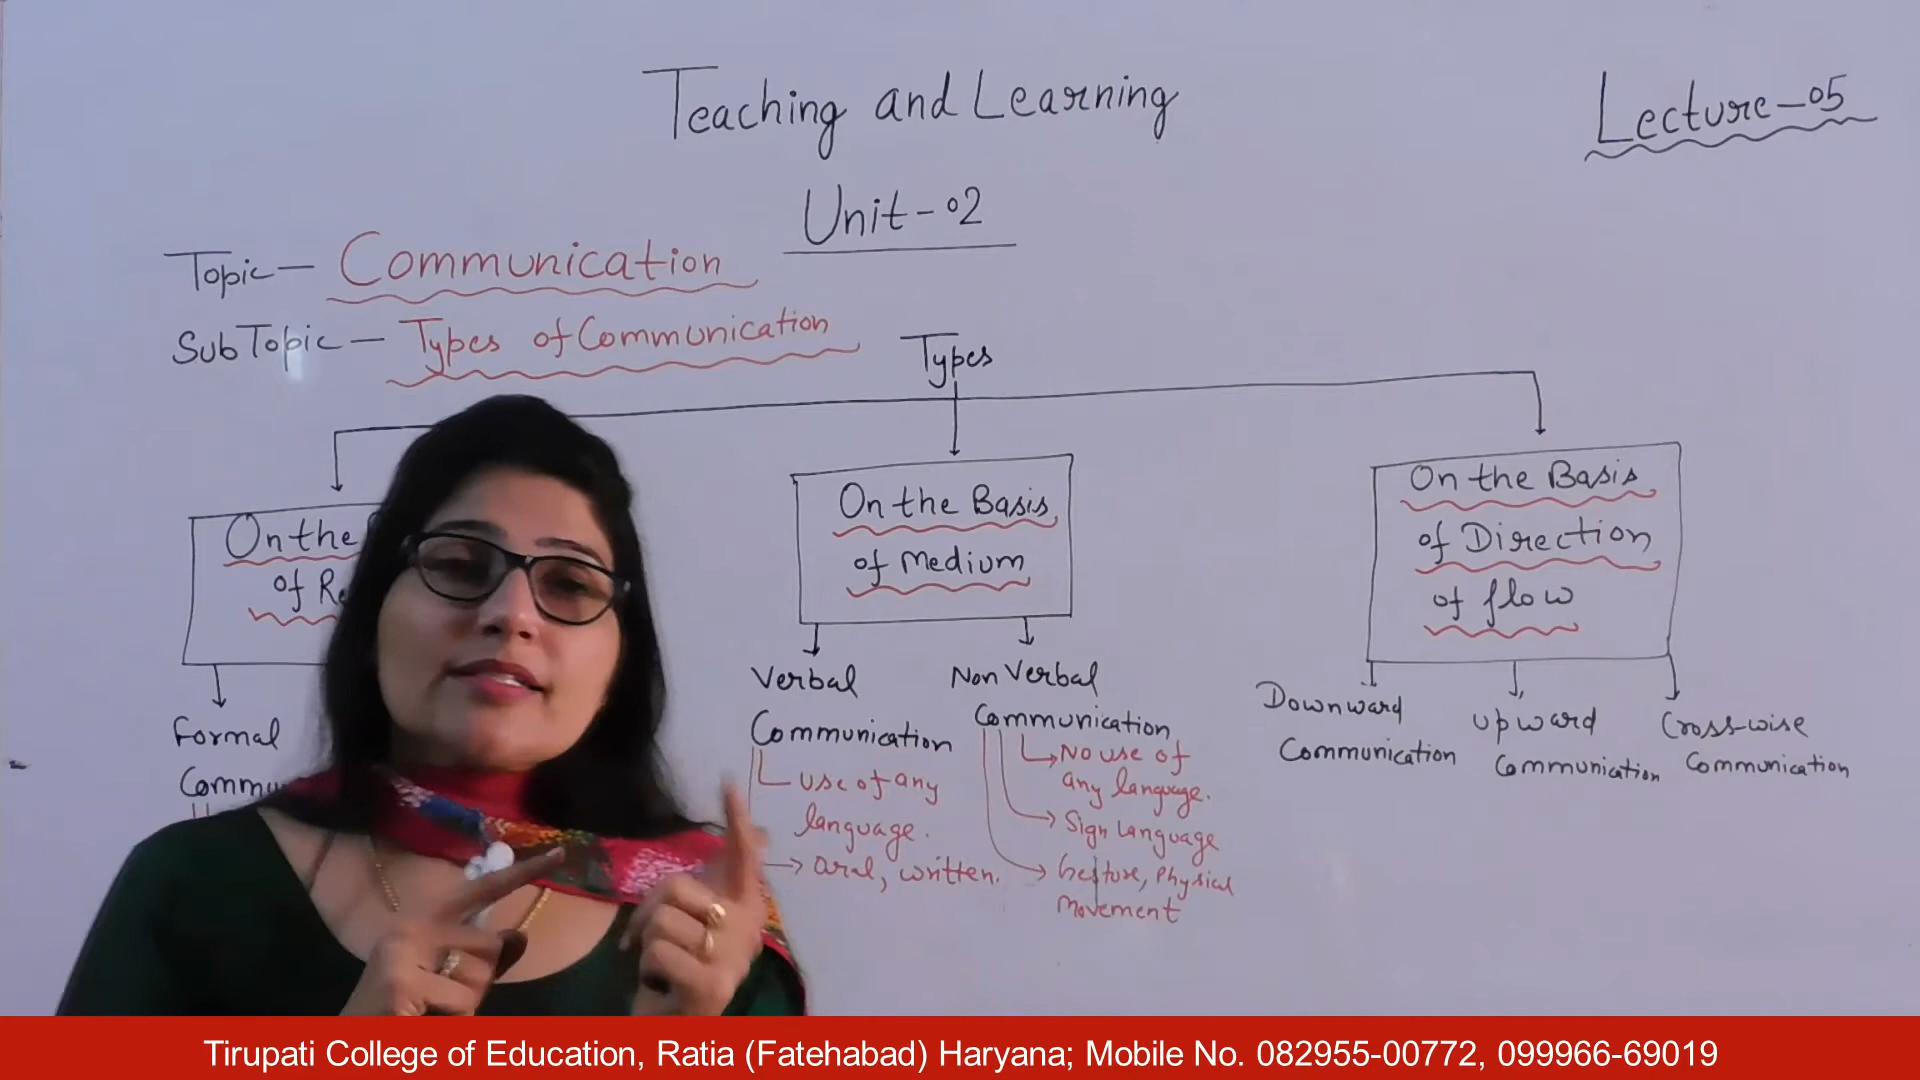 Teaching and Learning
Lecture-05
Unit-02
Topic- Communication
SubTopic- Types of Communication
Types
On the
of
On the Basis
of Medium
On the Basis
of Direction
of flow
Formal
Verbal
Communication
use of any
language.
oral, written.
Non Verbal
Communication
No use of
any language.
Sign Language
Gesture, Physical
Movement
Downward
Communication
Upward
Communication
Cross-wise
Communication
Tirupati College of Education, Ratia (Fatehabad) Haryana; Mobile No. 082955-00772, 099966-69019